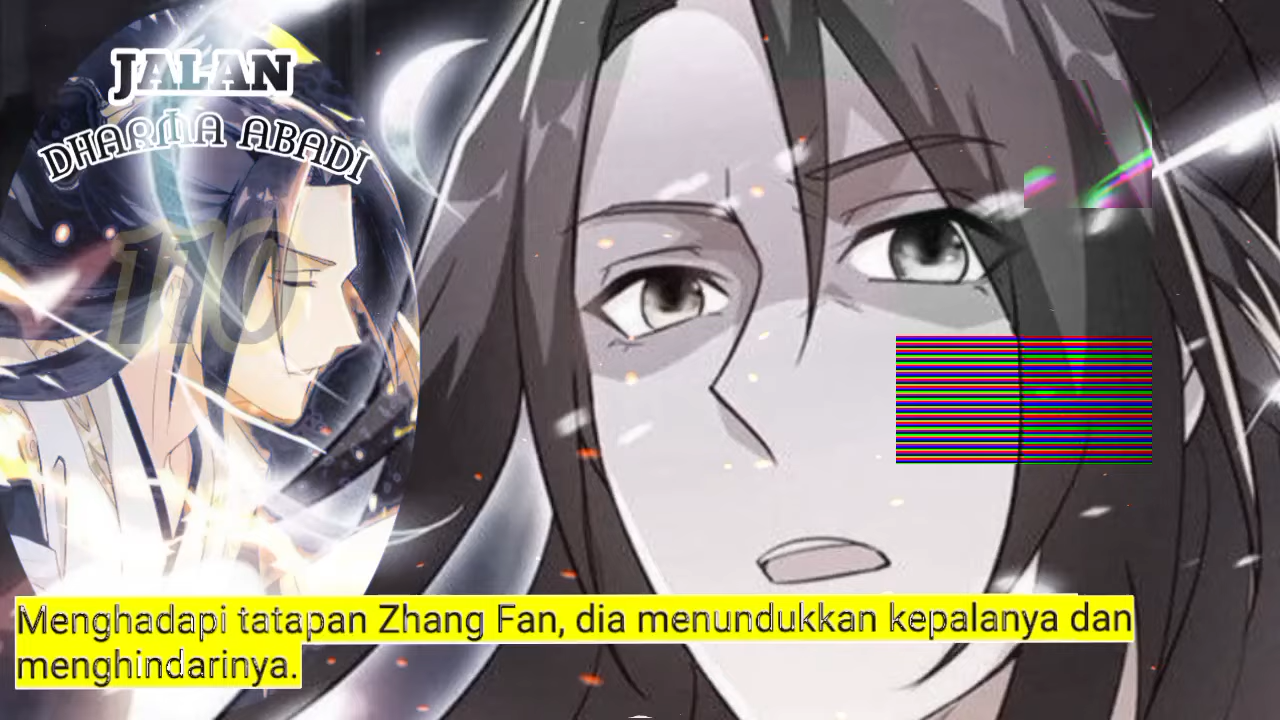 JALAN
DHARMA ABADI
110
Menghadapi tatapan Zhang Fan, dia menundukkan kepalanya dan
menghindarinya.